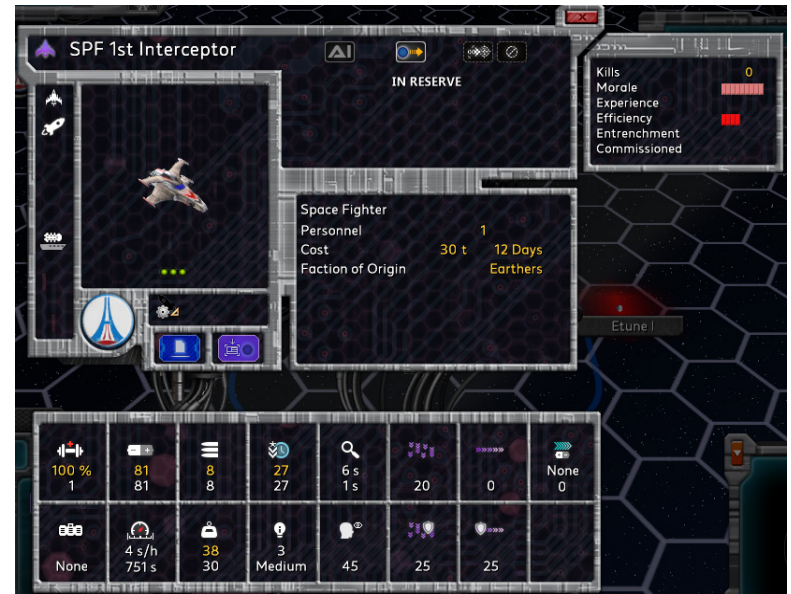 SPF 1st Interceptor
AI
IN RESERVE
Kills 0
Morale
Experience
Efficiency
Entrenchment
Commissioned
Space Fighter
Personnel 1
Cost 30 t 12 Days
Faction of Origin Earthers
Etune I
100 % 81 8 27 6 s None
1 81 8 27 1 s 20 0 0
4 s/h 38 3
None 751 s 30 Medium 45 25 25